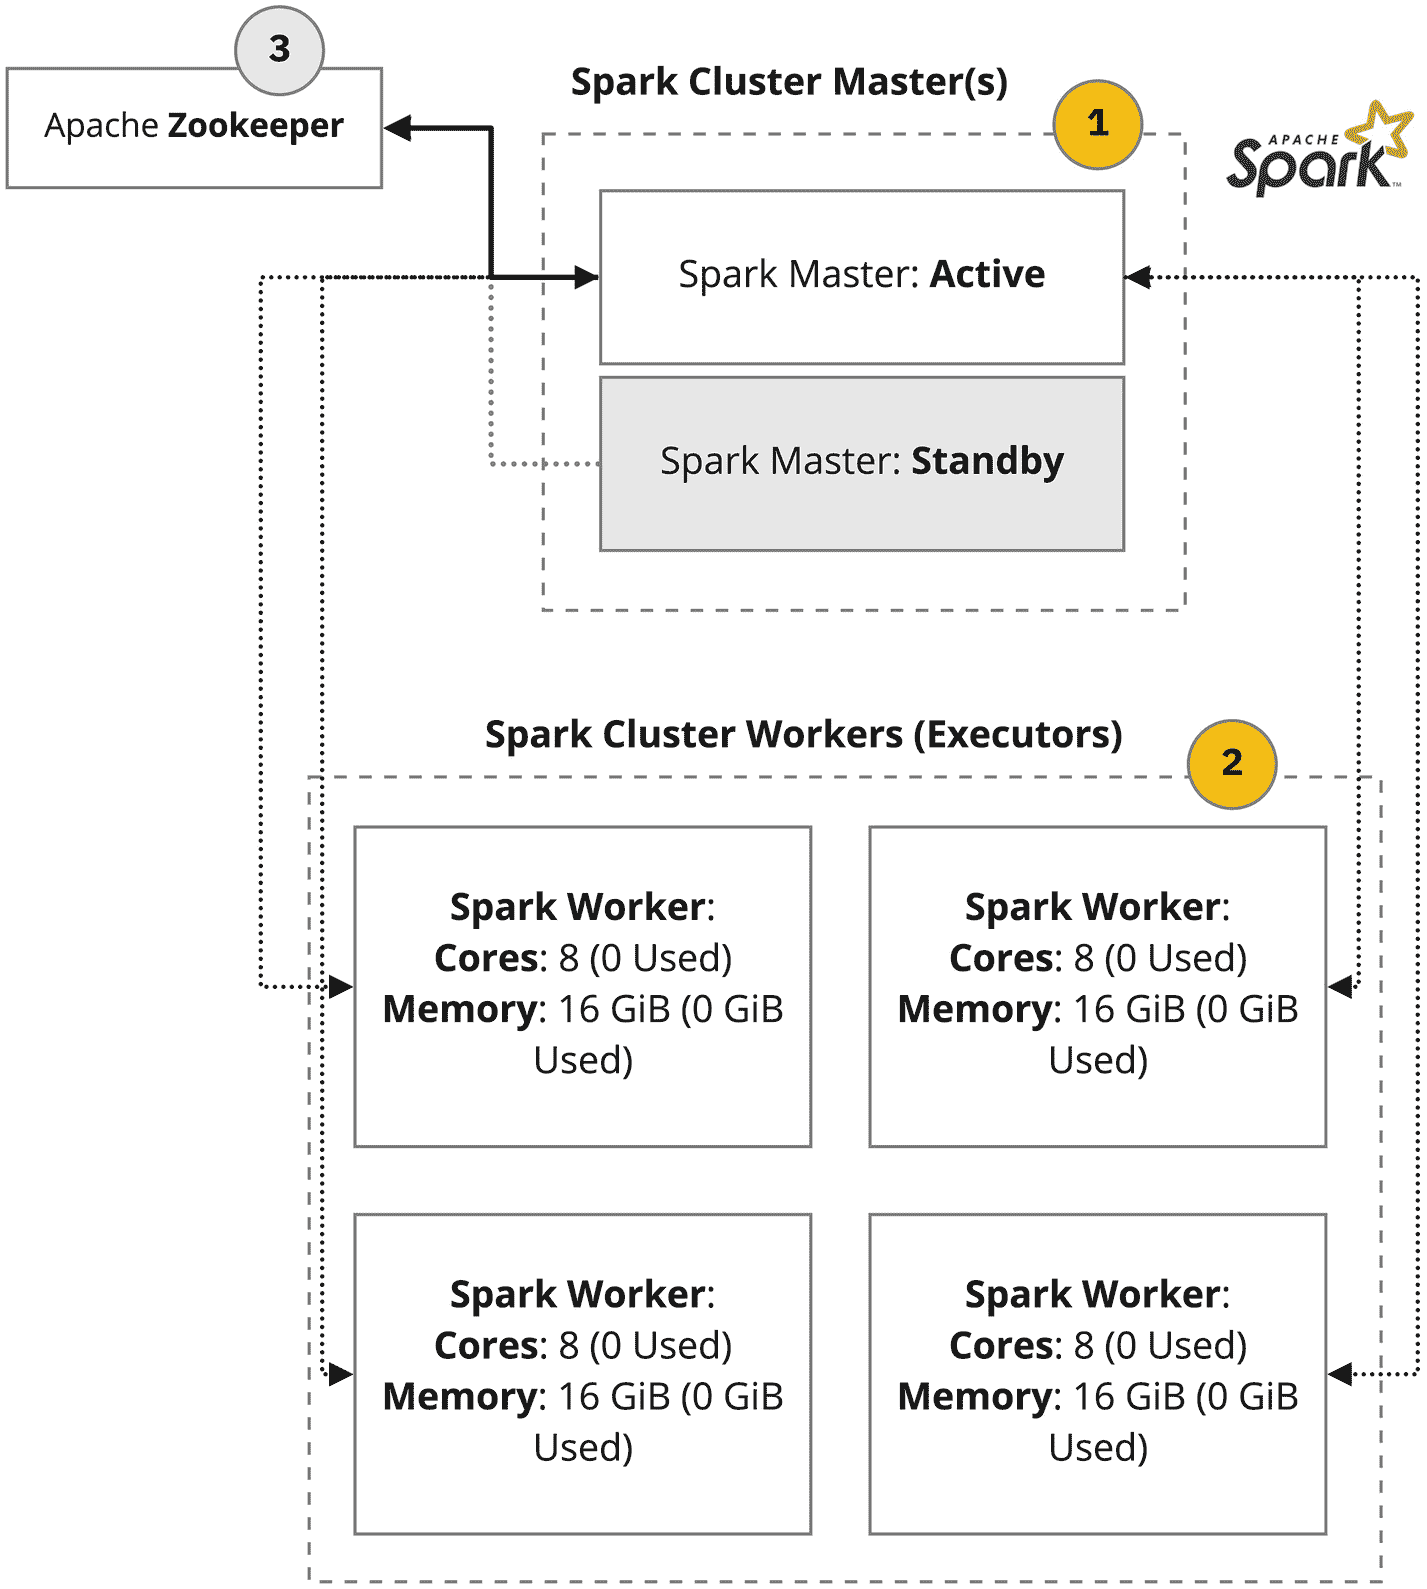 3
Apache Zookeeper
Spark Cluster Master(s)
1
APACHE
Spark™
Spark Master: Active
Spark Master: Standby
Spark Cluster Workers (Executors)
2
Spark Worker:
Cores: 8 (0 Used)
Memory: 16 GiB (0 GiB
Used)
Spark Worker:
Cores: 8 (0 Used)
Memory: 16 GiB (0 GiB
Used)
Spark Worker:
Cores: 8 (0 Used)
Memory: 16 GiB (0 GiB
Used)
Spark Worker:
Cores: 8 (0 Used)
Memory: 16 GiB (0 GiB
Used)